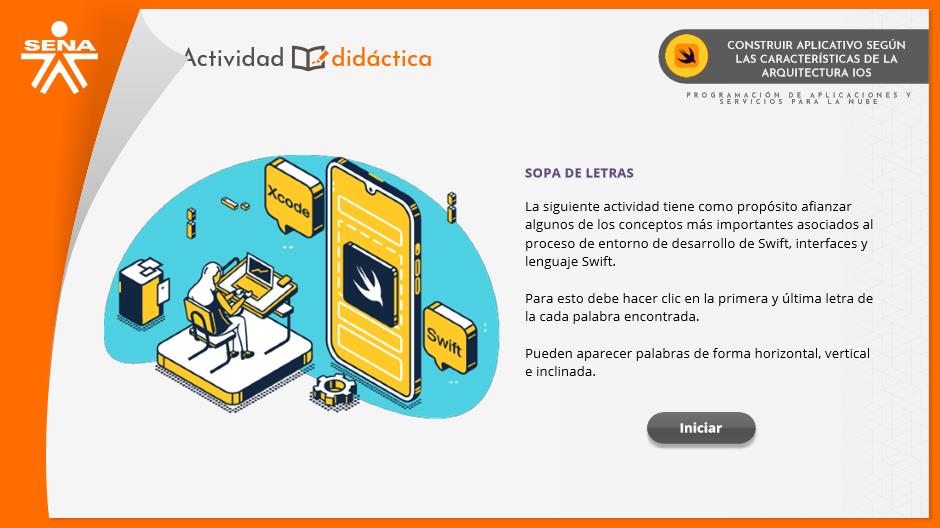 SENA
Actividad didáctica
CONSTRUIR APLICATIVO SEGÚN
LAS CARACTERÍSTICAS DE LA
ARQUITECTURA IOS
PROGRAMACIÓN DE APLICACIONES Y
SERVICIOS PARA LA NUBE
Xcode
Swift
SOPA DE LETRAS
La siguiente actividad tiene como propósito afianzar
algunos de los conceptos más importantes asociados al
proceso de entorno de desarrollo de Swift, interfaces y
lenguaje Swift.
Para esto debe hacer clic en la primera y última letra de
la cada palabra encontrada.
Pueden aparecer palabras de forma horizontal, vertical
e inclinada.
Iniciar